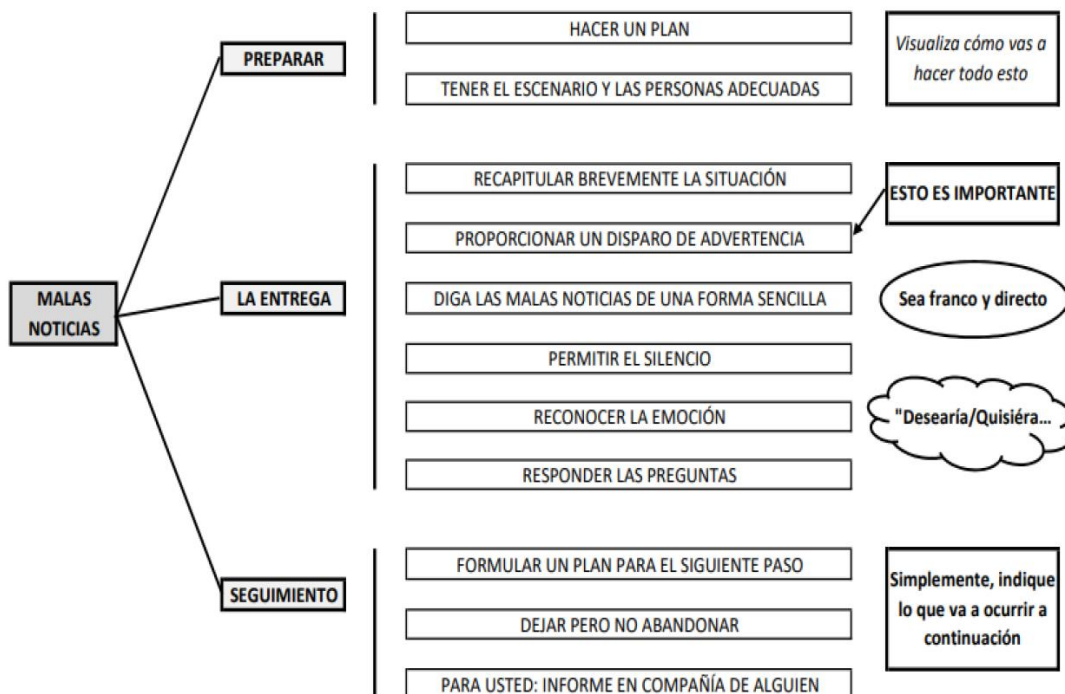 PREPARAR
HACER UN PLAN
TENER EL ESCENARIO Y LAS PERSONAS ADECUADAS
Visualiza cómo vas a
hacer todo esto
MALAS
NOTICIAS
LA ENTREGA
RECAPITULAR BREVEMENTE LA SITUACIÓN
PROPORCIONAR UN DISPARO DE ADVERTENCIA
DIGA LAS MALAS NOTICIAS DE UNA FORMA SENCILLA
PERMITIR EL SILENCIO
RECONOCER LA EMOCIÓN
RESPONDER LAS PREGUNTAS
ESTO ES IMPORTANTE
Sea franco y directo
"Desearía/Quisiéra...
SEGUIMIENTO
FORMULAR UN PLAN PARA EL SIGUIENTE PASO
DEJAR PERO NO ABANDONAR
PARA USTED: INFORME EN COMPAÑÍA DE ALGUIEN
Simplemente, indique
lo que va a ocurrir a
continuación